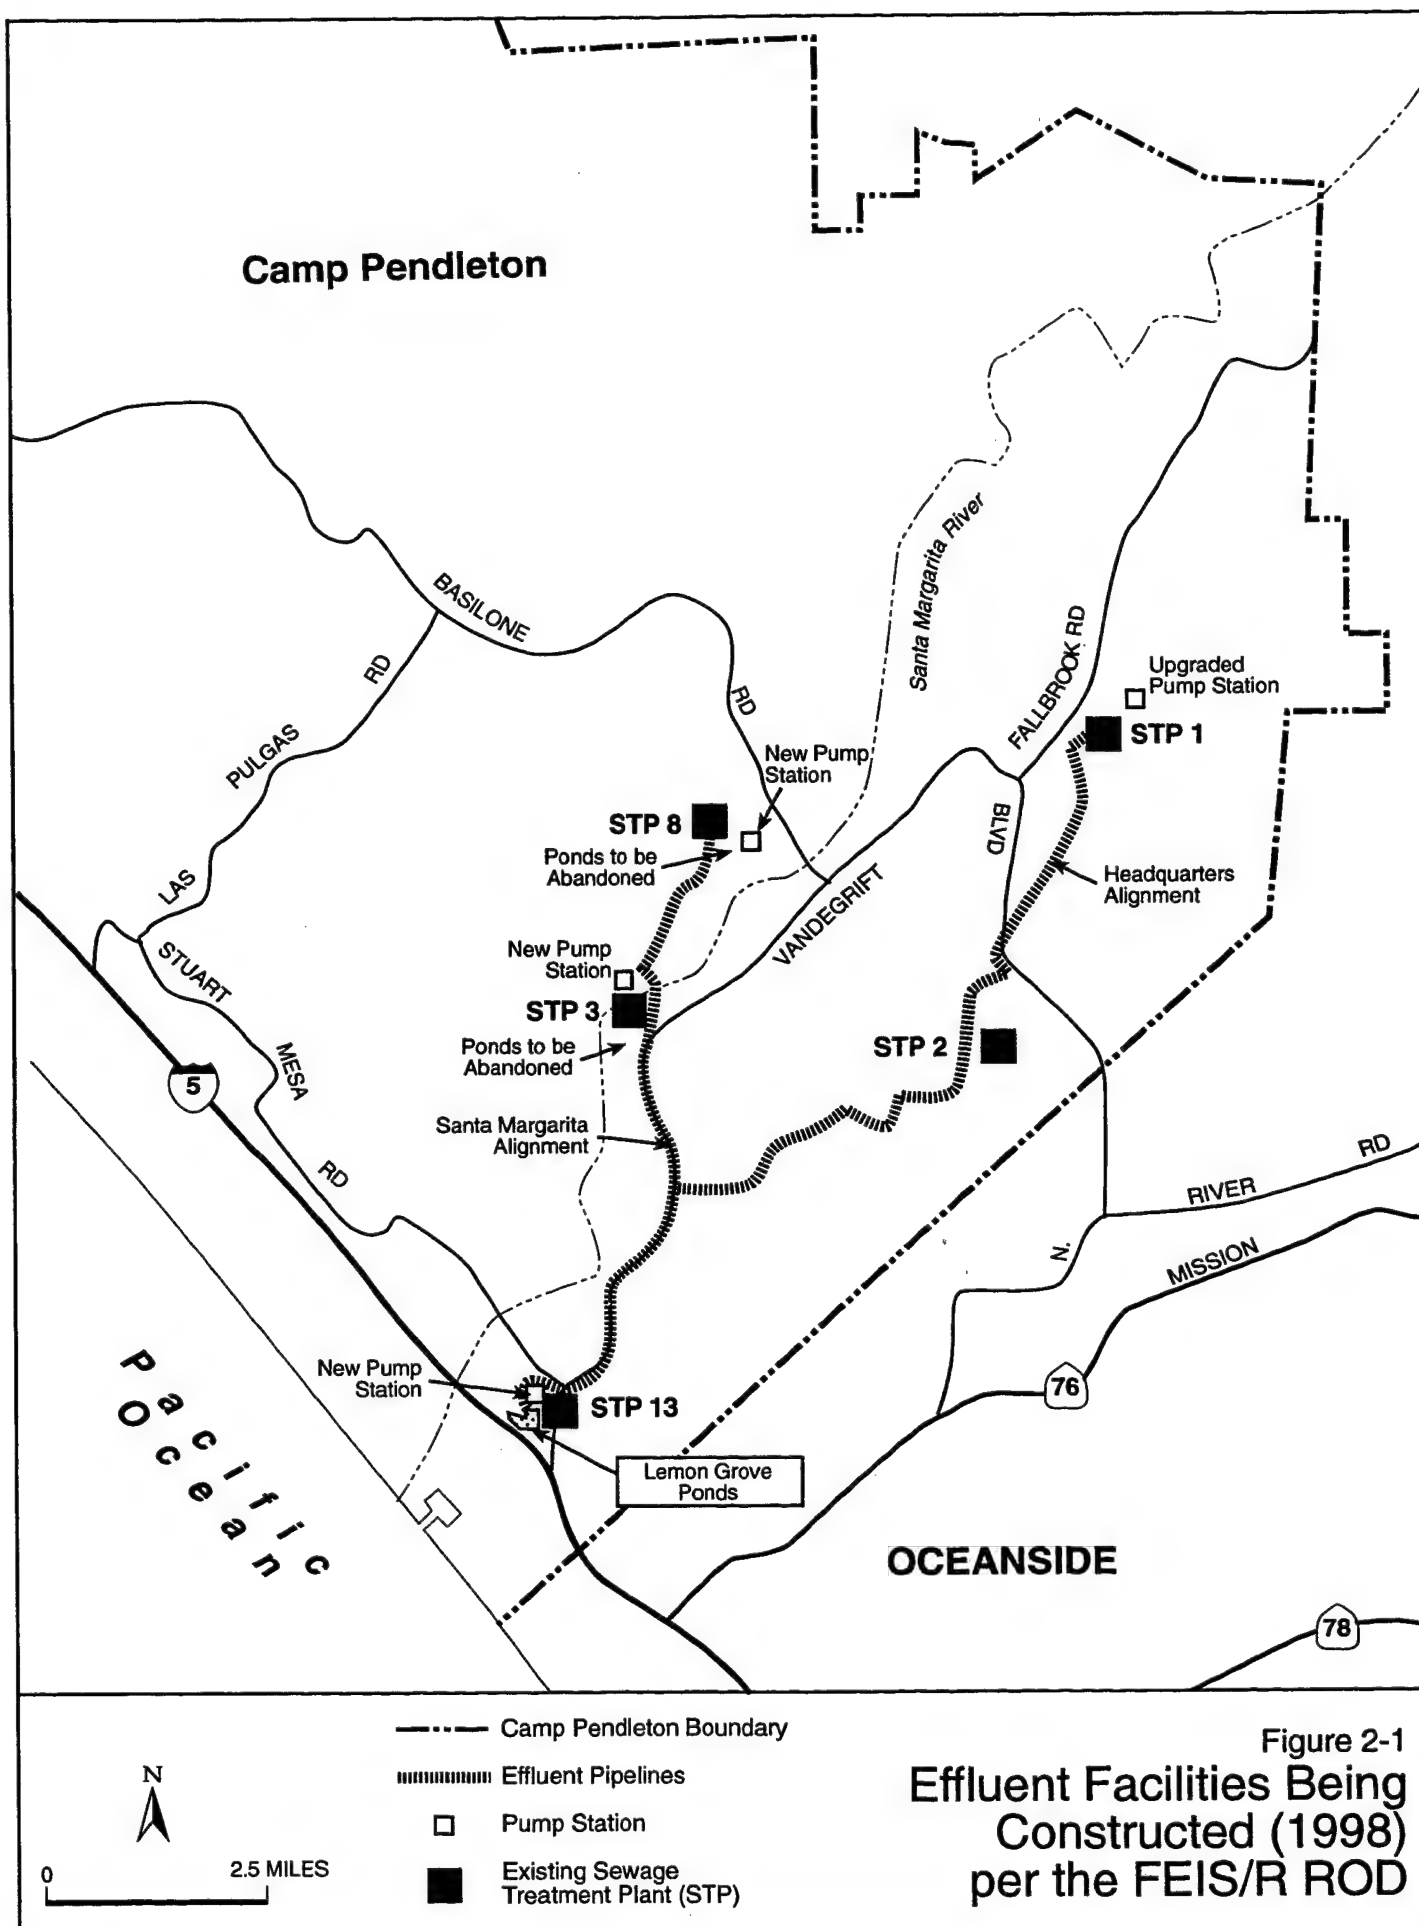 Camp Pendleton
BASILONE
RD
Santa Margarita River
FALLBROOK RD
Upgraded
Pump Station
STP 1
RD
PULGAS
LAS
New Pump
Station
STP 8
Ponds to be
Abandoned
BLVD
Headquarters
Alignment
VANDEGRIFT
STUART
MESA
RD
New Pump
Station
STP 3
Ponds to be
Abandoned
STP 2
5
Santa Margarita
Alignment
RD
RIVER
N.
MISSION
76
New Pump
Station
STP 13
Lemon Grove
Ponds
Pacific
Ocean
OCEANSIDE
78
Camp Pendleton Boundary
Effluent Pipelines
Pump Station
Existing Sewage
Treatment Plant (STP)
N
0 2.5 MILES
Figure 2-1
Effluent Facilities Being
Constructed (1998)
per the FEIS/R ROD